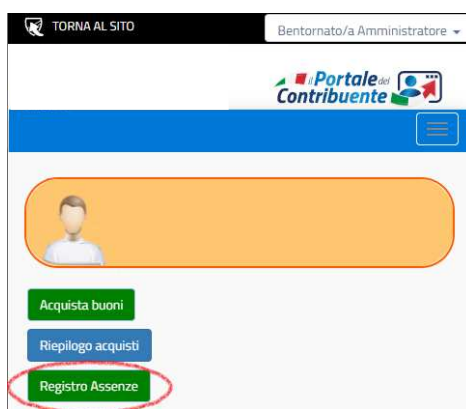 TORNA AL SITO
Bentornato/a Amministratore
il Portale del
Contribuente
Acquista buoni
Riepilogo acquisti
Registro Assenze